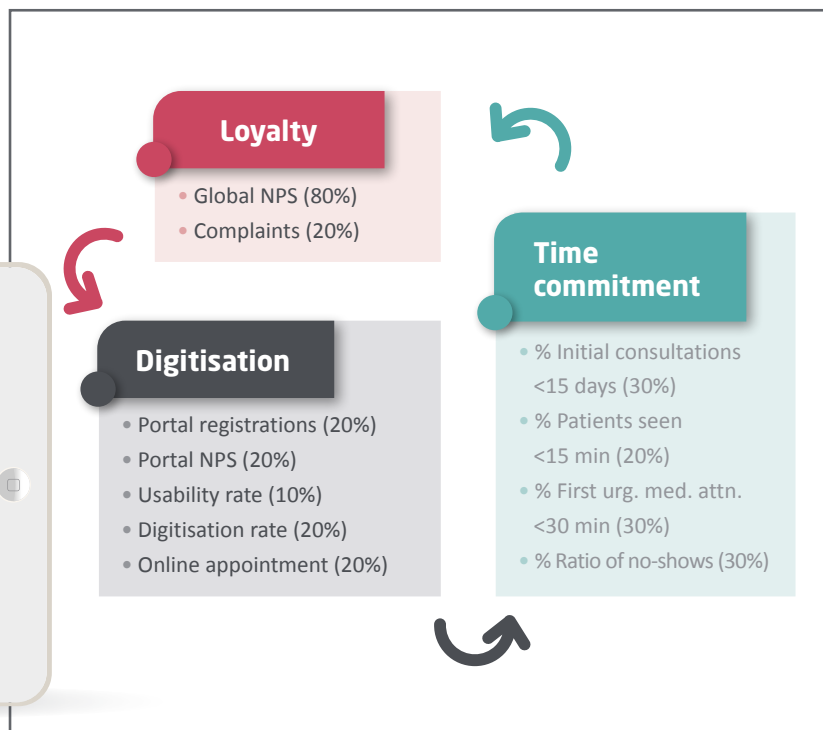 Loyalty
• Global NPS (80%)
• Complaints (20%)
Digitisation
• Portal registrations (20%)
• Portal NPS (20%)
• Usability rate (10%)
• Digitisation rate (20%)
• Online appointment (20%)
Time
commitment
• % Initial consultations
<15 days (30%)
• % Patients seen
<15 min (20%)
• % First urg. med. attn.
<30 min (30%)
• % Ratio of no-shows (30%)